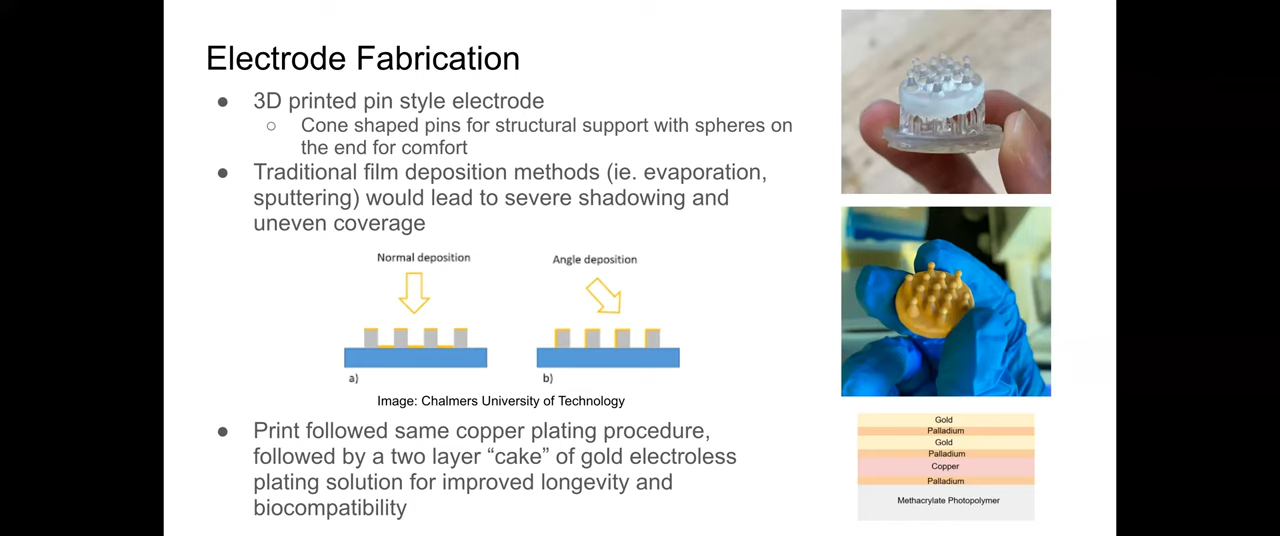 Electrode Fabrication
● 3D printed pin style electrode
○ Cone shaped pins for structural support with spheres on
the end for comfort
● Traditional film deposition methods (ie. evaporation,
sputtering) would lead to severe shadowing and
uneven coverage
Normal deposition
Angle deposition
a)
b)
Image: Chalmers University of Technology
● Print followed same copper plating procedure,
followed by a two layer “cake” of gold electroless
plating solution for improved longevity and
biocompatibility
Gold
Palladium
Gold
Palladium
Copper
Palladium
Methacrylate Photopolymer